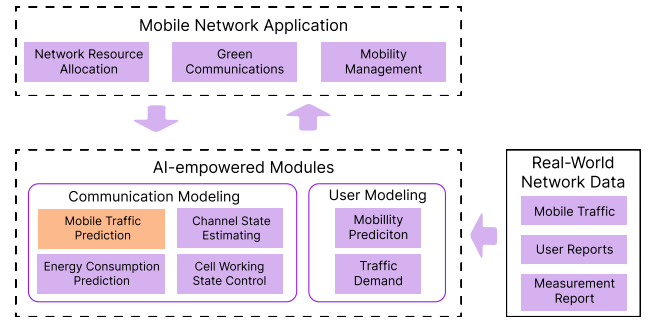 Mobile Network Application
Network Resource
Allocation
Green
Communications
Mobility
Management
AI-empowered Modules
Communication Modeling
Mobile Traffic
Prediction
Channel State
Estimating
Energy Consumption
Prediction
Cell Working
State Control
User Modeling
Mobillity
Prediciton
Traffic
Demand
Real-World
Network Data
Mobile Traffic
User Reports
Measurement
Report